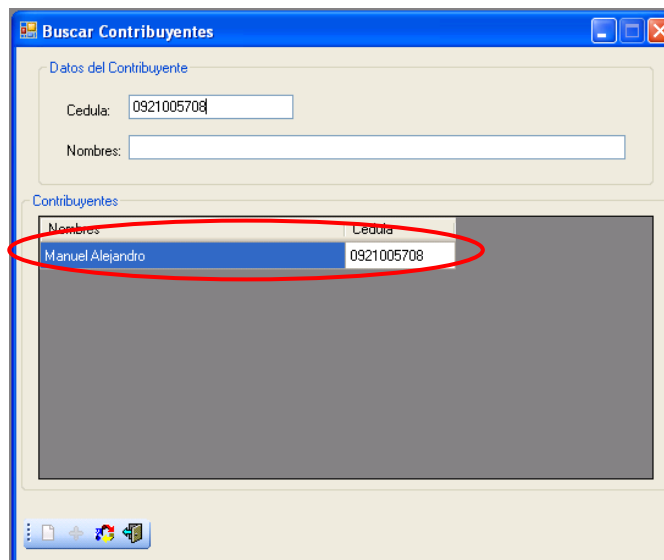 Buscar Contribuyentes
Datos del Contribuyente
Cedula: 0921005708
Nombres:
Contribuyentes
Nombres Cedula
Manuel Alejandro 0921005708